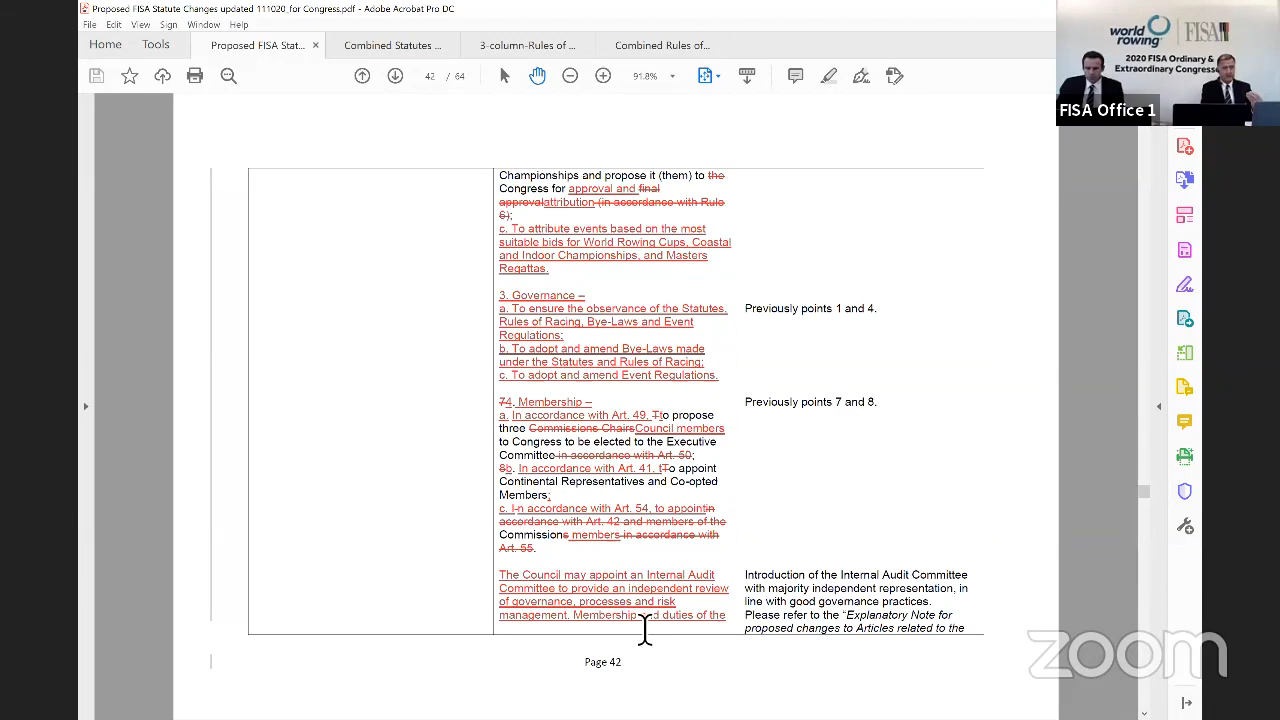 Proposed FISA Statute Changes updated 111020_for Congress.pdf - Adobe Acrobat Pro DC
File Edit View Sign Window Help
Home Tools Proposed FISA Stat... × Combined Statutes ... 3-column-Rules of ... Combined Rules of...
42 / 64 91.8%
world rowing FISA
2020 FISA Ordinary &
Extraordinary Congresse
FISA Office 1
Championships and propose it (them) to the
Congress for approval and final
approvalattribution (in accordance with Rule
6);
c. To attribute events based on the most
suitable bids for World Rowing Cups, Coastal
and Indoor Championships, and Masters
Regattas.
3. Governance –
a. To ensure the observance of the Statutes,
Rules of Racing, Bye-Laws and Event
Regulations;
Previously points 1 and 4.
b. To adopt and amend Bye-Laws made
under the Statutes and Rules of Racing;
c. To adopt and amend Event Regulations.
74. Membership –
Previously points 7 and 8.
a. In accordance with Art. 49, Tto propose
three Commissions ChairsCouncil members
to Congress to be elected to the Executive
Committee in accordance with Art. 50;
8b. In accordance with Art. 41, tTo appoint
Continental Representatives and Co-opted
Members;
c. I-n accordance with Art. 54, to appointin
accordance with Art. 42 and members of the
Commissions members in accordance with
Art. 55.
The Council may appoint an Internal Audit
Committee to provide an independent review
of governance, processes and risk
management. Membership duties of the
Introduction of the Internal Audit Committee
with majority independent representation, in
line with good governance practices.
Please refer to the "Explanatory Note for
proposed changes to Articles related to the
Page 42
zoom